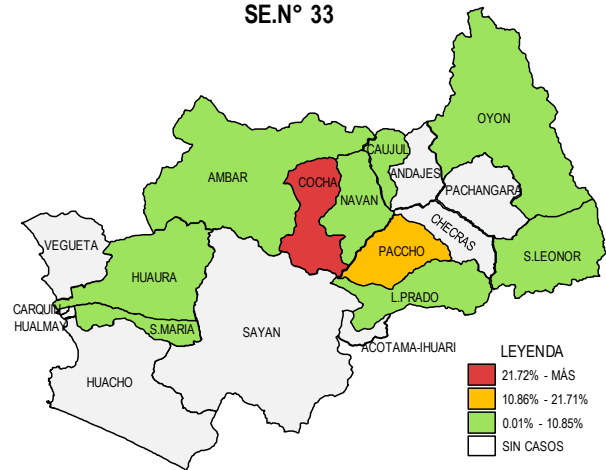 SE.N° 33
OYON
CAUJUL
ANDAJES
AMBAR
COCHA
NAVAN
PACHANGARA
CHECRAS
VEGUETA
PACCHO
S.LEONOR
HUAURA
L.PRADO
CARQUIN
HUALMAY
S.MARIA
SAYAN
ACOTAMA-IHUARI
HUACHO
LEYENDA
21.72% - MÁS
10.86% - 21.71%
0.01% - 10.85%
SIN CASOS